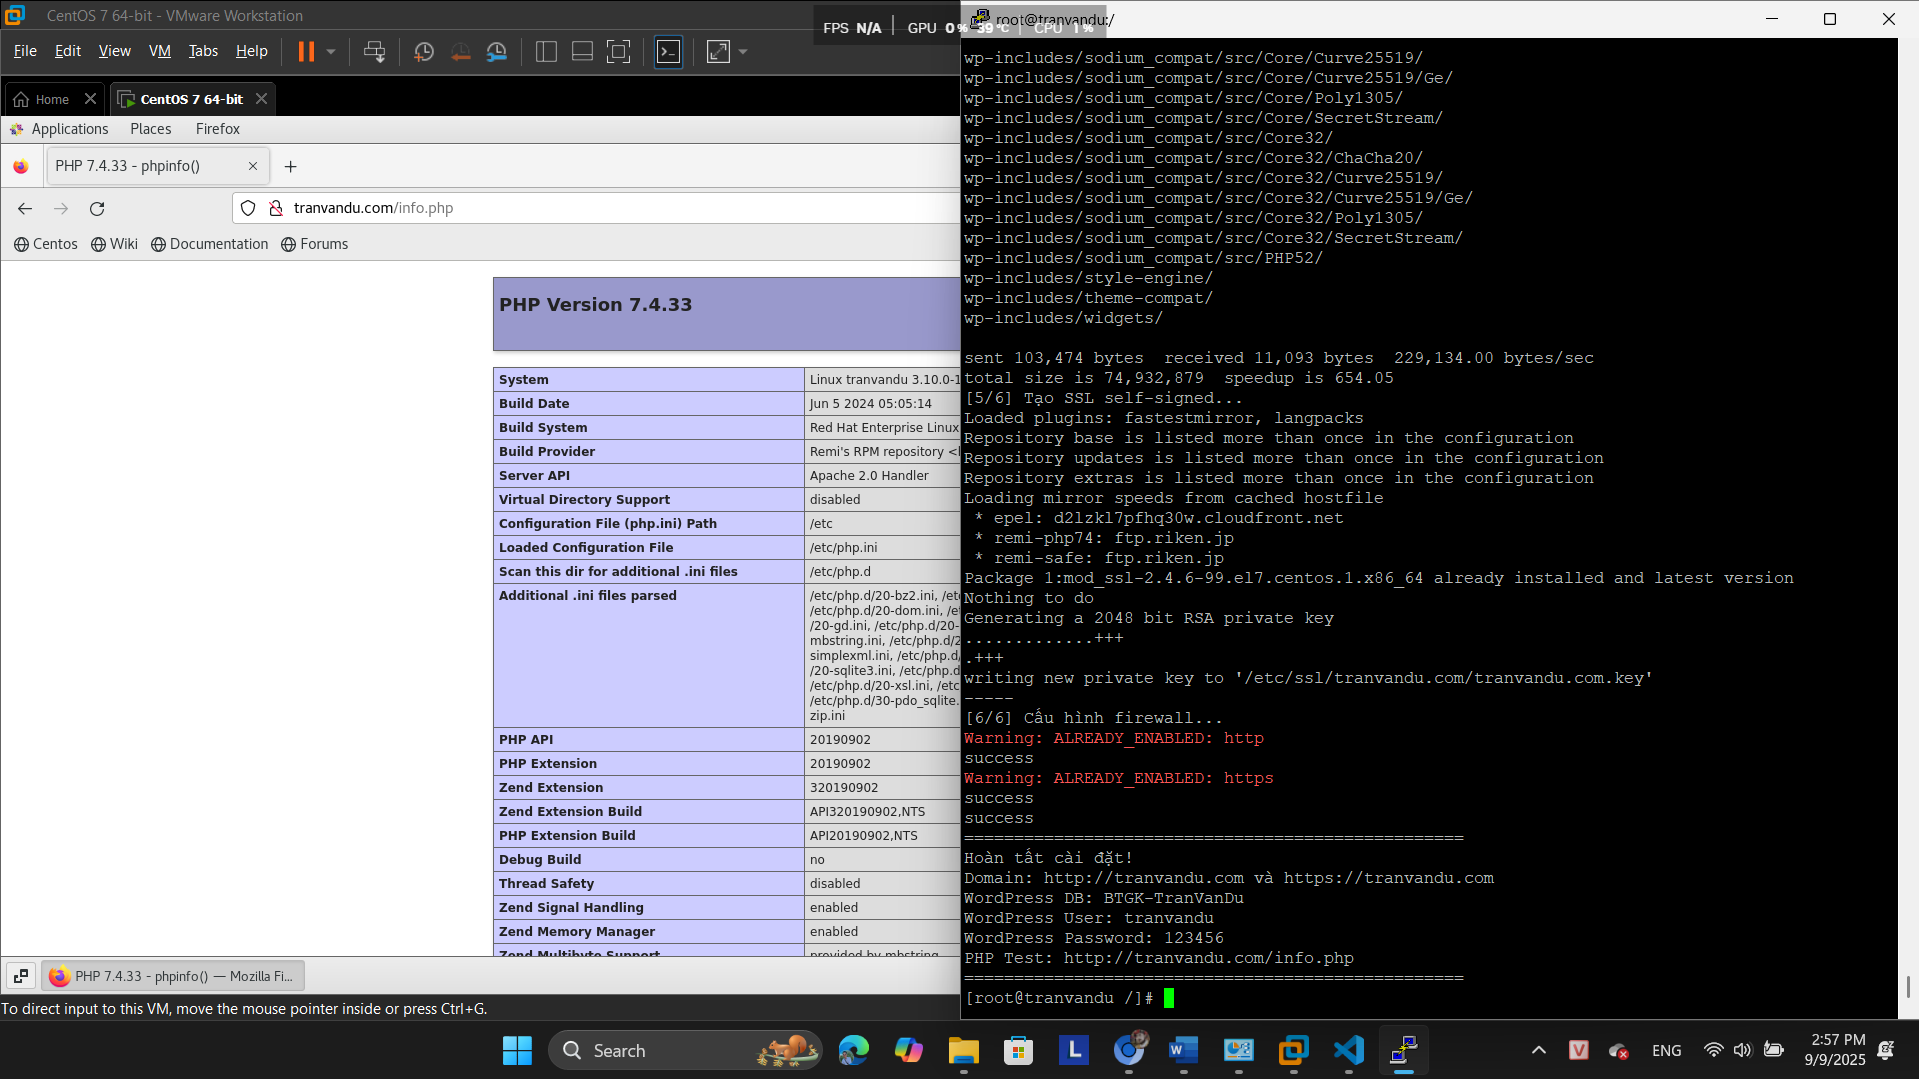 CentOS 7 64-bit - VMware Workstation
File Edit View VM Tabs Help
FPS N/A GPU 0 % 39 °C CPU 1 %
Home
CentOS 7 64-bit
Applications Places Firefox
PHP 7.4.33 - phpinfo()
tranvandu.com/info.php
Centos Wiki Documentation Forums
PHP Version 7.4.33
System Linux tranvandu 3.10.0-1
Build Date Jun 5 2024 05:05:14
Build System Red Hat Enterprise Linux
Build Provider Remi's RPM repository <
Server API Apache 2.0 Handler
Virtual Directory Support disabled
Configuration File (php.ini) Path /etc
Loaded Configuration File /etc/php.ini
Scan this dir for additional .ini files /etc/php.d
Additional .ini files parsed /etc/php.d/20-bz2.ini, /etc
/etc/php.d/20-dom.ini, /et
/20-gd.ini, /etc/php.d/20-
mbstring.ini, /etc/php.d/2
simplexml.ini, /etc/php.d/
/20-sqlite3.ini, /etc/php.d
/etc/php.d/20-xsl.ini, /etc
/etc/php.d/30-pdo_sqlite.
zip.ini
PHP API 20190902
PHP Extension 20190902
Zend Extension 320190902
Zend Extension Build API320190902,NTS
PHP Extension Build API20190902,NTS
Debug Build no
Thread Safety disabled
Zend Signal Handling enabled
Zend Memory Manager enabled
Zend Multibyte Support provided by mbstring
PHP 7.4.33 - phpinfo() — Mozilla Fi...
To direct input to this VM, move the mouse pointer inside or press Ctrl+G.
root@tranvandu:/
wp-includes/sodium_compat/src/Core/Curve25519/
wp-includes/sodium_compat/src/Core/Curve25519/Ge/
wp-includes/sodium_compat/src/Core/Poly1305/
wp-includes/sodium_compat/src/Core/SecretStream/
wp-includes/sodium_compat/src/Core32/
wp-includes/sodium_compat/src/Core32/ChaCha20/
wp-includes/sodium_compat/src/Core32/Curve25519/
wp-includes/sodium_compat/src/Core32/Curve25519/Ge/
wp-includes/sodium_compat/src/Core32/Poly1305/
wp-includes/sodium_compat/src/Core32/SecretStream/
wp-includes/sodium_compat/src/PHP52/
wp-includes/style-engine/
wp-includes/theme-compat/
wp-includes/widgets/
sent 103,474 bytes  received 11,093 bytes  229,134.00 bytes/sec
total size is 74,932,879  speedup is 654.05
[5/6] Tạo SSL self-signed...
Loaded plugins: fastestmirror, langpacks
Repository base is listed more than once in the configuration
Repository updates is listed more than once in the configuration
Repository extras is listed more than once in the configuration
Loading mirror speeds from cached hostfile
* epel: d2lzkl7pfhq30w.cloudfront.net
* remi-php74: ftp.riken.jp
* remi-safe: ftp.riken.jp
Package 1:mod_ssl-2.4.6-99.el7.centos.1.x86_64 already installed and latest version
Nothing to do
Generating a 2048 bit RSA private key
.............+++
.+++
writing new private key to '/etc/ssl/tranvandu.com/tranvandu.com.key'
-----
[6/6] Cấu hình firewall...
Warning: ALREADY_ENABLED: http
success
Warning: ALREADY_ENABLED: https
success
success
==================================================
Hoàn tất cài đặt!
Domain: http://tranvandu.com và https://tranvandu.com
WordPress DB: BTGK-TranVanDu
WordPress User: tranvandu
WordPress Password: 123456
PHP Test: http://tranvandu.com/info.php
==================================================
[root@tranvandu /]#
Search
ENG
2:57 PM
9/9/2025